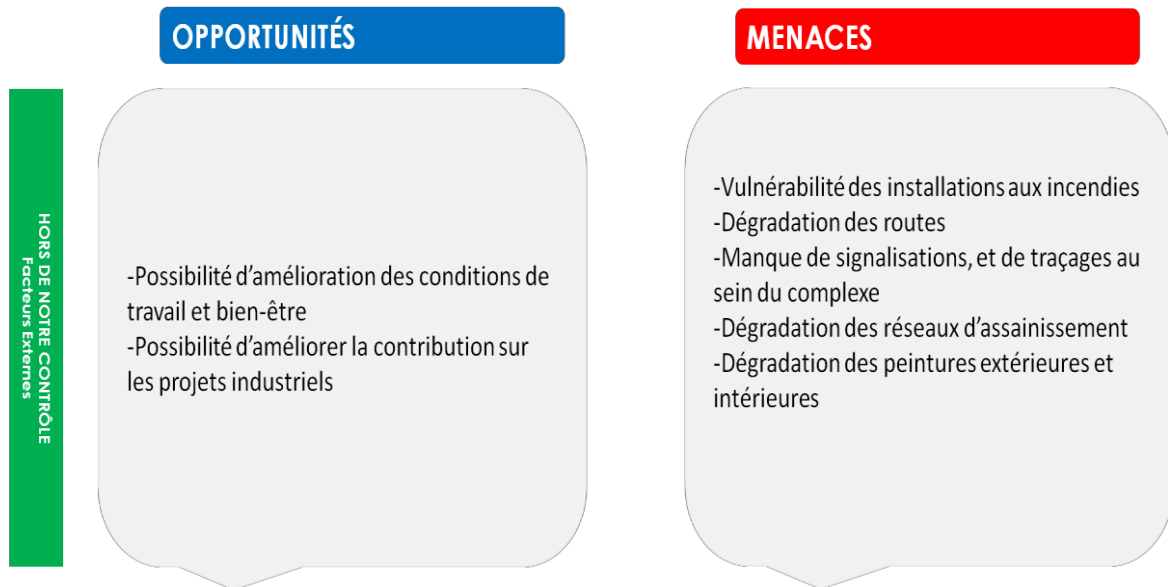 OPPORTUNITÉS
MENACES
HORS DE NOTRE CONTRÔLE
Facteurs Externes
-Possibilité d'amélioration des conditions de
travail et bien-être
-Possibilité d'améliorer la contribution sur
les projets industriels
-Vulnérabilité des installations aux incendies
-Dégradation des routes
-Manque de signalisations, et de traçages au
sein du complexe
-Dégradation des réseaux d'assainissement
-Dégradation des peintures extérieures et
intérieures